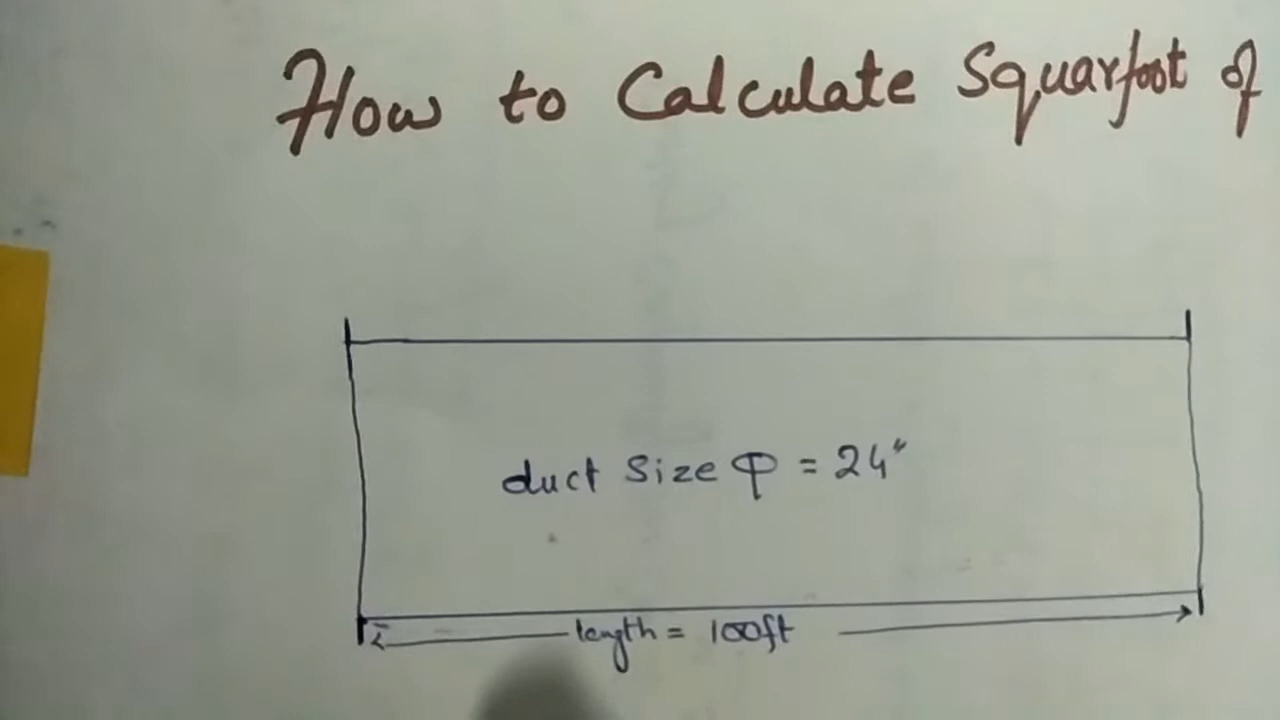 How to Calculate Squarfoot of
duct Size φ = 24"
length = 100ft